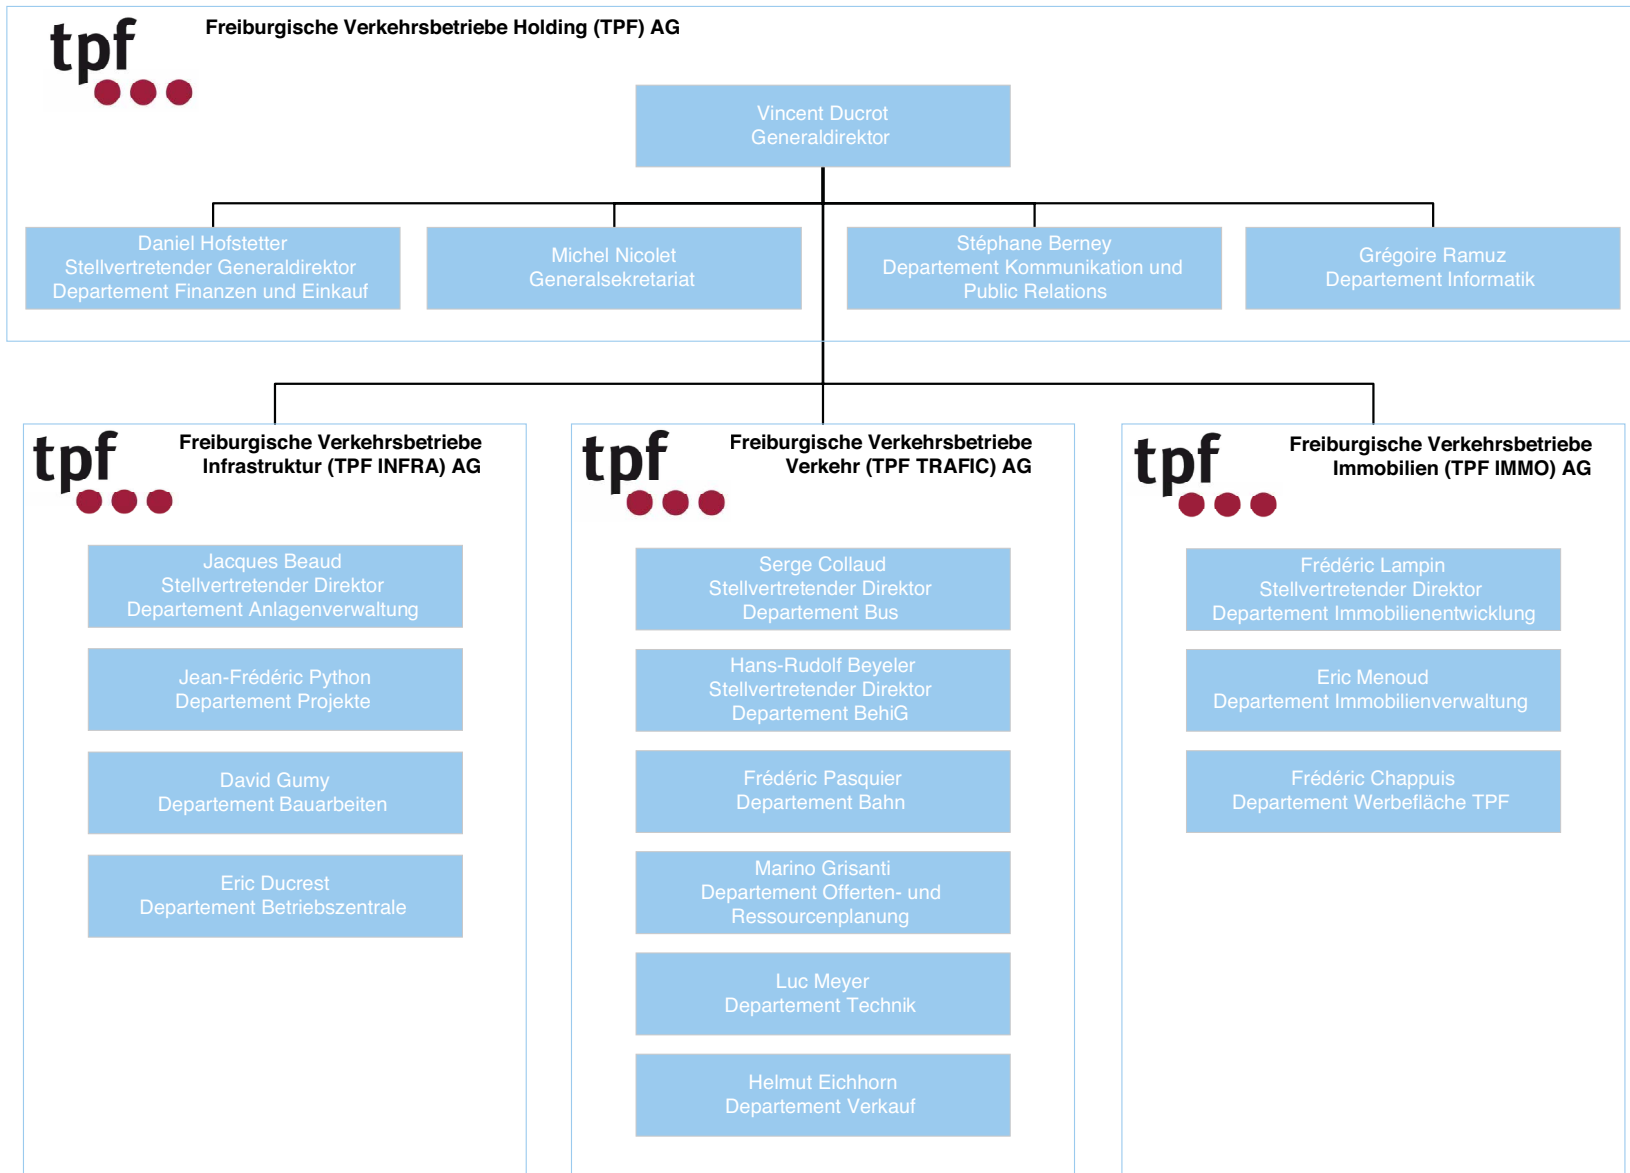 tpf
Freiburgische Verkehrsbetriebe Holding (TPF) AG
Vincent Ducrot
Generaldirektor
Daniel Hofstetter
Stellvertretender Generaldirektor
Departement Finanzen und Einkauf
Michel Nicolet
Generalsekretariat
Stéphane Berney
Departement Kommunikation und
Public Relations
Grégoire Ramuz
Departement Informatik
tpf
Freiburgische Verkehrsbetriebe
Infrastruktur (TPF INFRA) AG
Jacques Beaud
Stellvertretender Direktor
Departement Anlagenverwaltung
Jean-Frédéric Python
Departement Projekte
David Gumy
Departement Bauarbeiten
Eric Ducrest
Departement Betriebszentrale
tpf
Freiburgische Verkehrsbetriebe
Verkehr (TPF TRAFIC) AG
Serge Collaud
Stellvertretender Direktor
Departement Bus
Hans-Rudolf Beyeler
Stellvertretender Direktor
Departement BehiG
Frédéric Pasquier
Departement Bahn
Marino Grisanti
Departement Offerten- und
Ressourcenplanung
Luc Meyer
Departement Technik
Helmut Eichhorn
Departement Verkauf
tpf
Freiburgische Verkehrsbetriebe
Immobilien (TPF IMMO) AG
Frédéric Lampin
Stellvertretender Direktor
Departement Immobilienentwicklung
Eric Menoud
Departement Immobilienverwaltung
Frédéric Chappuis
Departement Werbefläche TPF